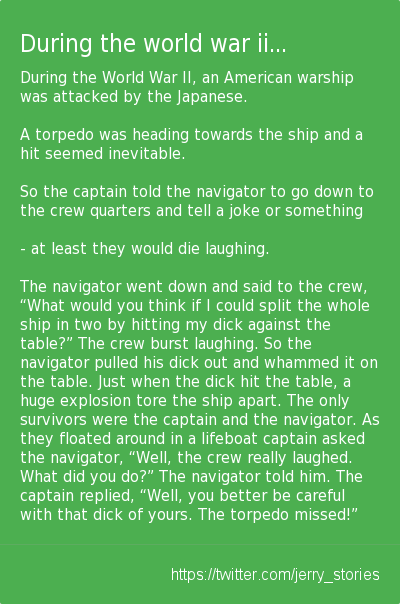 During the world war ii...
During the World War II, an American warship
was attacked by the Japanese.
A torpedo was heading towards the ship and a
hit seemed inevitable.
So the captain told the navigator to go down to
the crew quarters and tell a joke or something
- at least they would die laughing.
The navigator went down and said to the crew,
“What would you think if I could split the whole
ship in two by hitting my dick against the
table?” The crew burst laughing. So the
navigator pulled his dick out and whammed it on
the table. Just when the dick hit the table, a
huge explosion tore the ship apart. The only
survivors were the captain and the navigator. As
they floated around in a lifeboat captain asked
the navigator, “Well, the crew really laughed.
What did you do?” The navigator told him. The
captain replied, “Well, you better be careful
with that dick of yours. The torpedo missed!”
https://twitter.com/jerry_stories